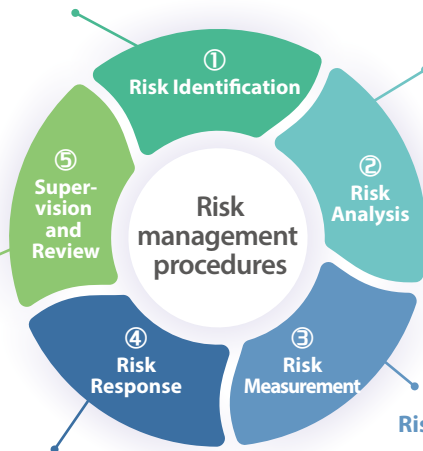 ①
Risk Identification
②
Risk
Analysis
③
Risk
Measurement
④
Risk
Response
⑤
Super-
vision
and
Review
Risk
management
procedures
Ris